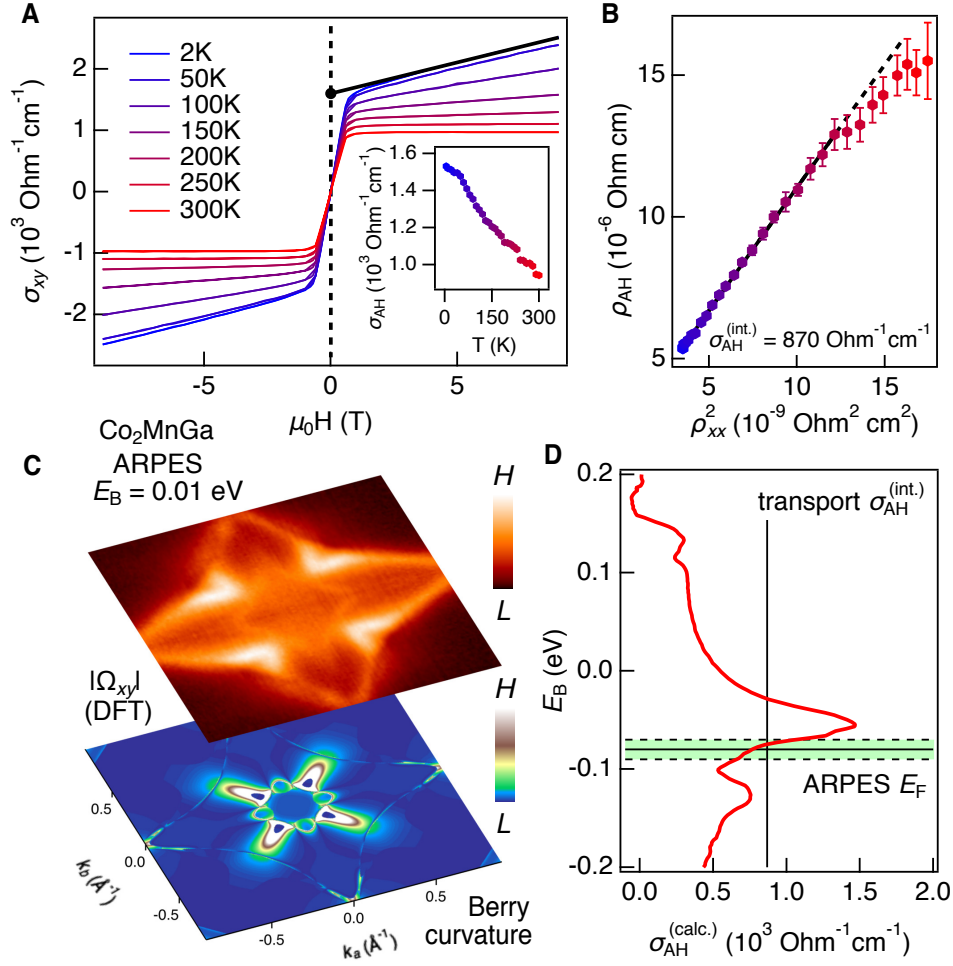 A
2K
50K
100K
150K
200K
250K
300K
2
1
0
-1
-2
σxy (10³ Ohm⁻¹cm⁻¹)
-5
0
5
μ₀H (T)
1.6
1.4
1.2
1.0
σAH (10³ Ohm⁻¹cm⁻¹)
0
150
300
T (K)
B
15
10
5
ρAH (10⁻⁶ Ohm cm)
σAH(int.) = 870 Ohm⁻¹cm⁻¹
5
10
15
ρ²xx (10⁻⁹ Ohm² cm²)
C
Co₂MnGa
ARPES
EB = 0.01 eV
H
L
|Ωxy|
(DFT)
H
L
0.5
0.0
-0.5
kb (Å⁻¹)
-0.5
0.0
0.5
ka (Å⁻¹)
Berry
curvature
D
0.2
0.1
0.0
-0.1
-0.2
EB (eV)
transport σAH(int.)
ARPES EF
0.0
0.5
1.0
1.5
2.0
σAH(calc.) (10³ Ohm⁻¹cm⁻¹)